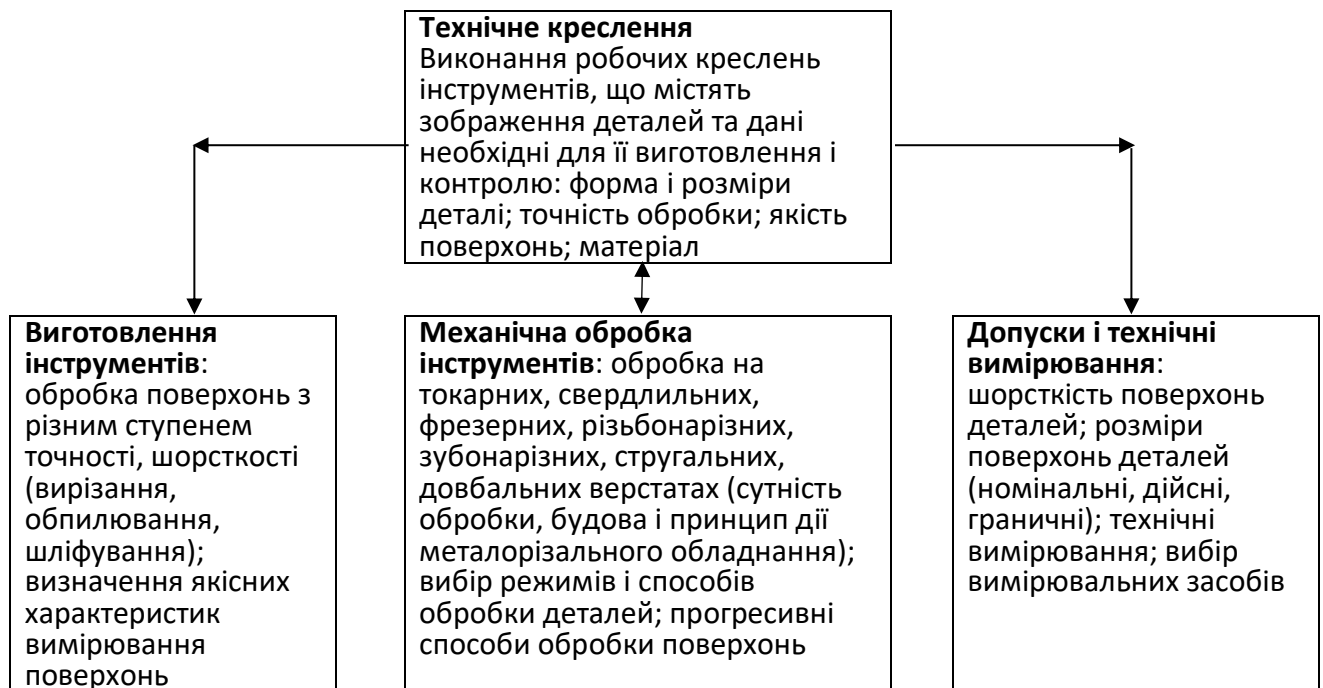 Технічне креслення
Виконання робочих креслень
інструментів, що містять
зображення деталей та дані
необхідні для її виготовлення і
контролю: форма і розміри
деталі; точність обробки; якість
поверхонь; матеріал
Виготовлення
інструментів:
обробка поверхонь з
різним ступенем
точності, шорсткості
(вирізання,
обпилювання,
шліфування);
визначення якісних
характеристик
вимірювання
поверхонь
Механічна обробка
інструментів: обробка на
токарних, свердлильних,
фрезерних, різьбонарізних,
зубонарізних, стругальних,
довбальних верстатах (сутність
обробки, будова і принцип дії
металорізального обладнання);
вибір режимів і способів
обробки деталей; прогресивні
способи обробки поверхонь
Допуски і технічні
вимірювання:
шорсткість поверхонь
деталей; розміри
поверхонь деталей
(номінальні, дійсні,
граничні); технічні
вимірювання; вибір
вимірювальних засобів